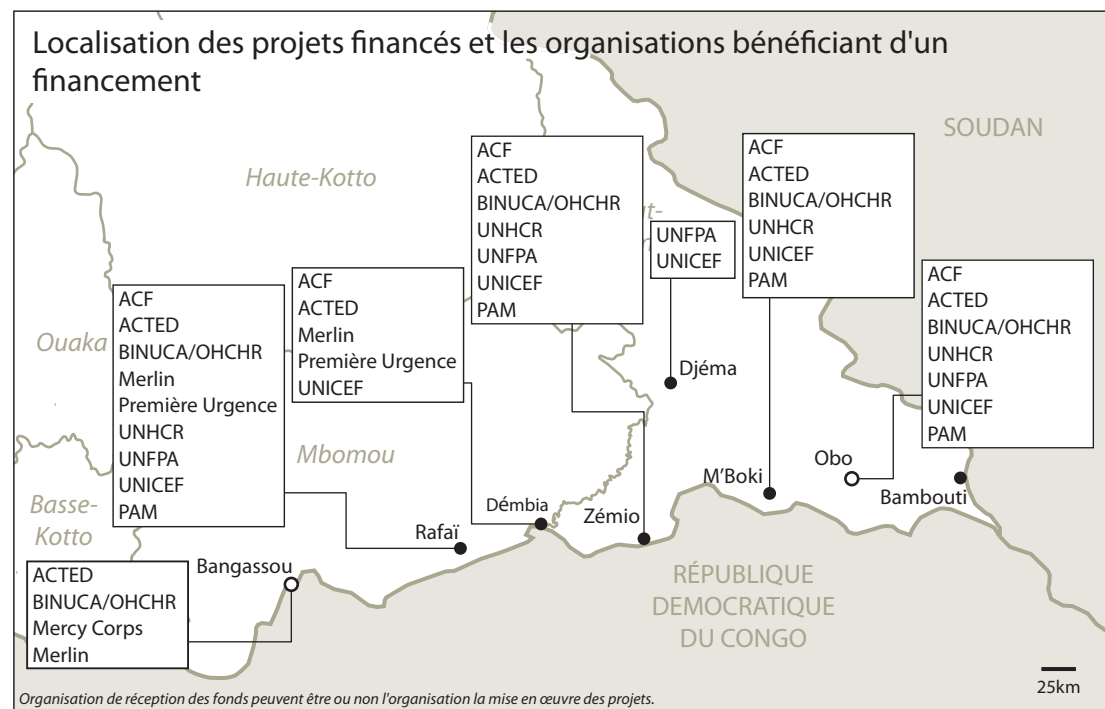 Localisation des projets financés et les organisations bénéficiant d'un
financement
SOUDAN
Haute-Kotto
ACF
ACTED
BINUCA/OHCHR
UNHCR
UNFPA
UNICEF
PAM
UNFPA
UNICEF
ACF
ACTED
BINUCA/OHCHR
UNHCR
UNICEF
PAM
ACF
ACTED
BINUCA/OHCHR
UNHCR
UNFPA
UNICEF
PAM
ACF
ACTED
Merlin
Première Urgence
UNICEF
ACF
ACTED
BINUCA/OHCHR
Merlin
Première Urgence
UNHCR
UNFPA
UNICEF
PAM
Ouaka
Mbomou
Basse-
Kotto
Djéma
Obo
M'Boki
Bambouti
Démbia
Zémio
Rafaï
Bangassou
ACTED
BINUCA/OHCHR
Mercy Corps
Merlin
RÉPUBLIQUE
DEMOCRATIQUE
DU CONGO
25km
Organisation de réception des fonds peuvent être ou non l'organisation la mise en œuvre des projets.